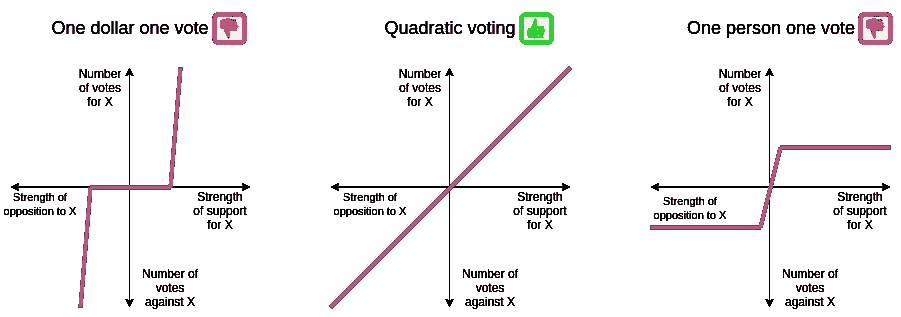 One dollar one vote
Number
of votes
for X
Strength of
opposition to X
Strength
of support
for X
Number of
votes
against X
Quadratic voting
Number
of votes
for X
Strength of
opposition to X
Strength
of support
for X
Number of
votes
against X
One person one vote
Number
of votes
for X
Strength of
opposition to X
Strength
of support
for X
Number of
votes
against X